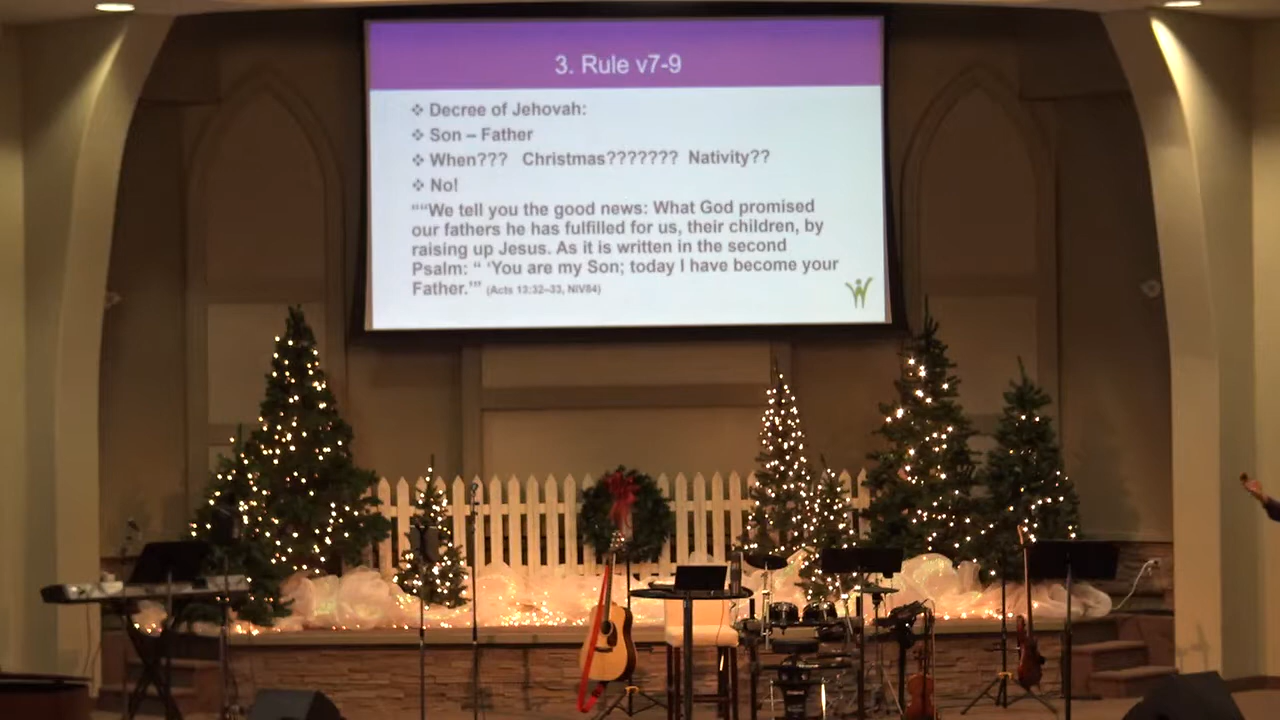 3. Rule v7-9
❖ Decree of Jehovah:
❖ Son – Father
❖ When??? Christmas??????? Nativity??
❖ No!
““We tell you the good news: What God promised
our fathers he has fulfilled for us, their children, by
raising up Jesus. As it is written in the second
Psalm: “ ‘You are my Son; today I have become your
Father.’” (Acts 13:32–33, NIV84)